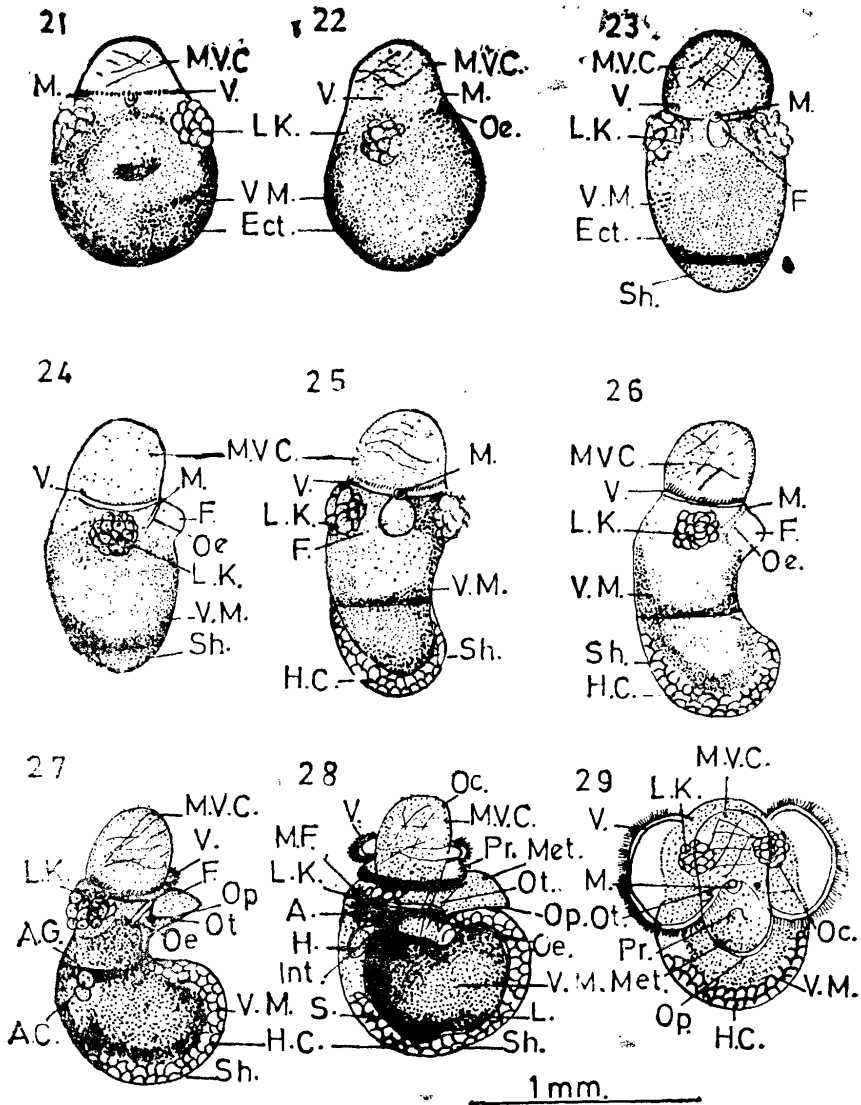 21
M.V.C
M.
V.
L.K.
V.M.
Ect.
22
M.V.C.
V.
M.
Oe.
23
M.V.C
V.
M.
L.K.
V.M.
F
Ect.
Sh.
24
M.V.C.
V.
M.
F.
Oe
L.K.
V.M.
Sh.
25
M.
V.
L.K.
F.
V.M.
Sh.
H.C.
26
M.V.C.
V.
M.
L.K.
F.
Oe.
V.M.
Sh.
H.C.
27
M.V.C.
V.
L.K.
F.
Op
Ot
A.G.
Oe
V.M.
A.C.
H.C.
Sh.
28
Oc.
V.
M.V.C.
M.F.
Pr. Met.
L.K.
Ot.
A.
Op.
H.
Oe.
Int
V.M.
S.
L.
Sh.
29
M.V.C.
L.K.
V.
M.
Ot.
Oc.
Pr.
Met.
V.M.
Op.
H.C.
1mm.